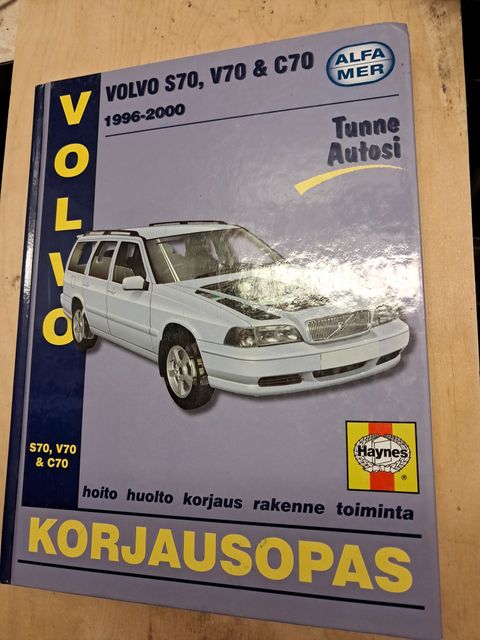 VOLVO S70, V70 & C70
ALFA
MER
1996-2000
Tunne
Autosi
VOLVO
Haynes
®
S70, V70
& C70
hoito huolto korjaus rakenne toiminta
KORJAUSOPAS